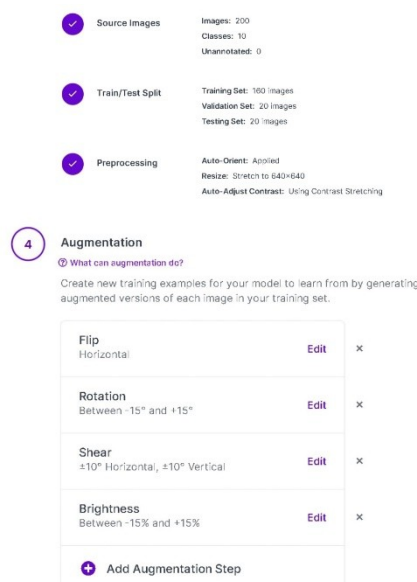 Source Images
Images: 200
Classes: 10
Unannotated: 0
Train/Test Split
Training Set: 160 images
Validation Set: 20 images
Testing Set: 20 images
Preprocessing
Auto-Orient: Applied
Resize: Stretch to 640×640
Auto-Adjust Contrast: Using Contrast Stretching
4
Augmentation
What can augmentation do?
Create new training examples for your model to learn from by generating
augmented versions of each image in your training set.
Flip
Horizontal
Edit ×
Rotation
Between -15° and +15°
Edit ×
Shear
±10° Horizontal, ±10° Vertical
Edit ×
Brightness
Between -15% and +15%
Edit ×
Add Augmentation Step